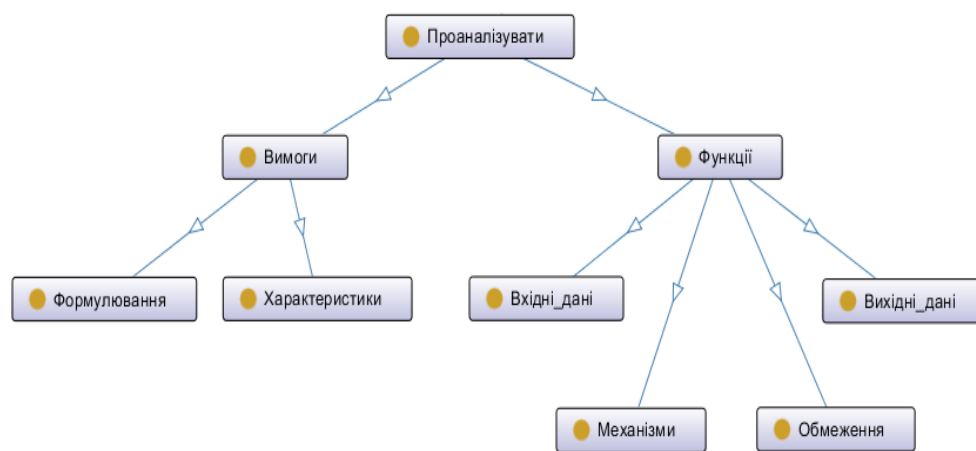 Проаналізувати
Вимоги
Функції
Формулювання
Характеристики
Вхідні_дані
Вихідні_дані
Механізми
Обмеження